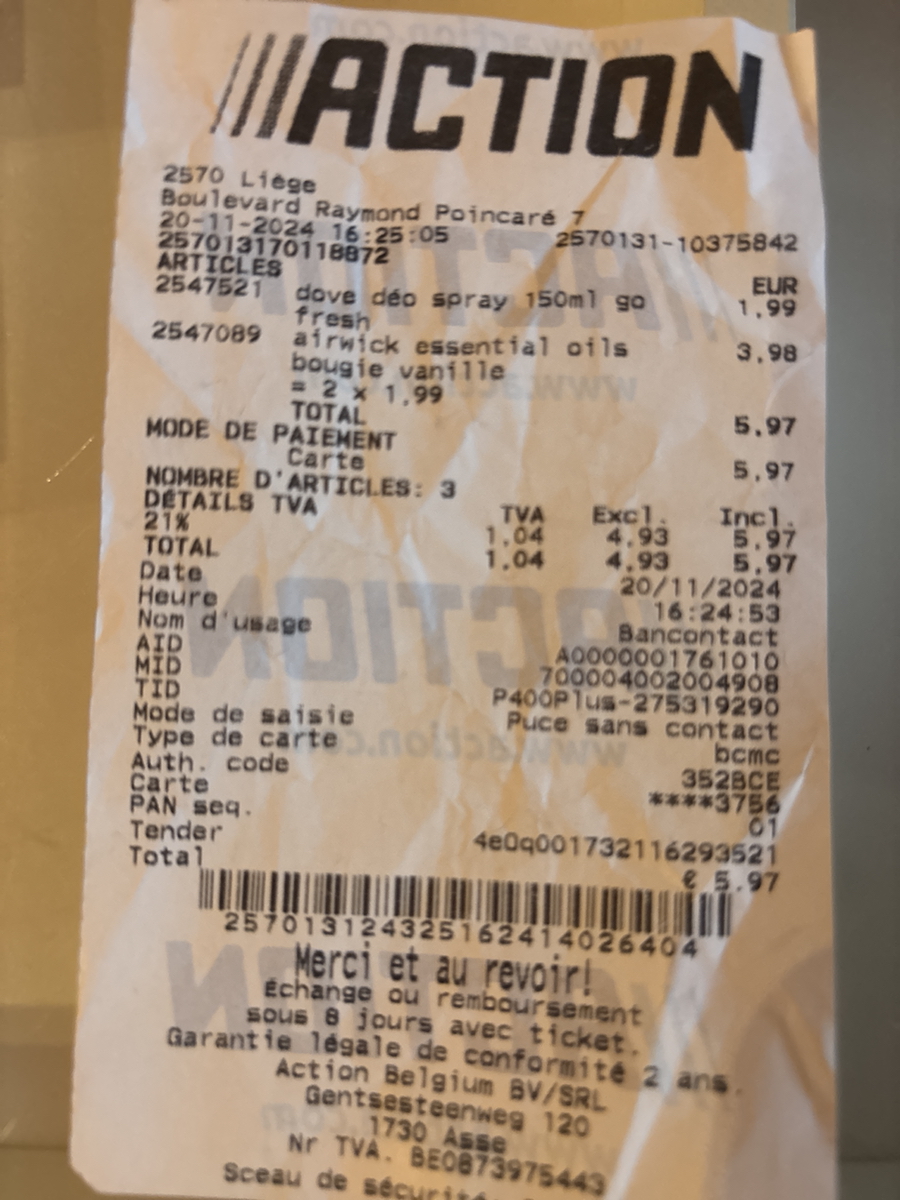 ///ACTION
2570 Liège
Boulevard Raymond Poincaré 7
20-11-2024 16:25:05 2570131-10375842
2570131170118872
ARTICLES EUR
2547521 dove déo spray 150ml go 1,99
fresh
2547089 airwick essential oils 3,98
bougie vanille
= 2 x 1,99
TOTAL 5,97
MODE DE PAIEMENT
Carte 5,97
NOMBRE D'ARTICLES: 3
DÉTAILS TVA TVA Excl. Incl.
21% 1.04 4.93 5.97
TOTAL 1.04 4.93 5.97
Date 20/11/2024
Heure 16:24:53
Nom d'usage Bancontact
AID A0000001761010
MID 700004002004908
TID P400Plus-275319290
Mode de saisie Puce sans contact
Type de carte bcmc
Auth. code 352BCE
Carte ****3756
PAN seq. 01
Tender 4e0q001732116293521
Total € 5.97
257013124325162414026404
Merci et au revoir!
Échange ou remboursement
sous 8 jours avec ticket.
Garantie légale de conformité 2 ans.
Action Belgium BV/SRL
Gentsesteenweg 120
1730 Asse
Nr TVA. BE0873975443
Sceau de sécurité